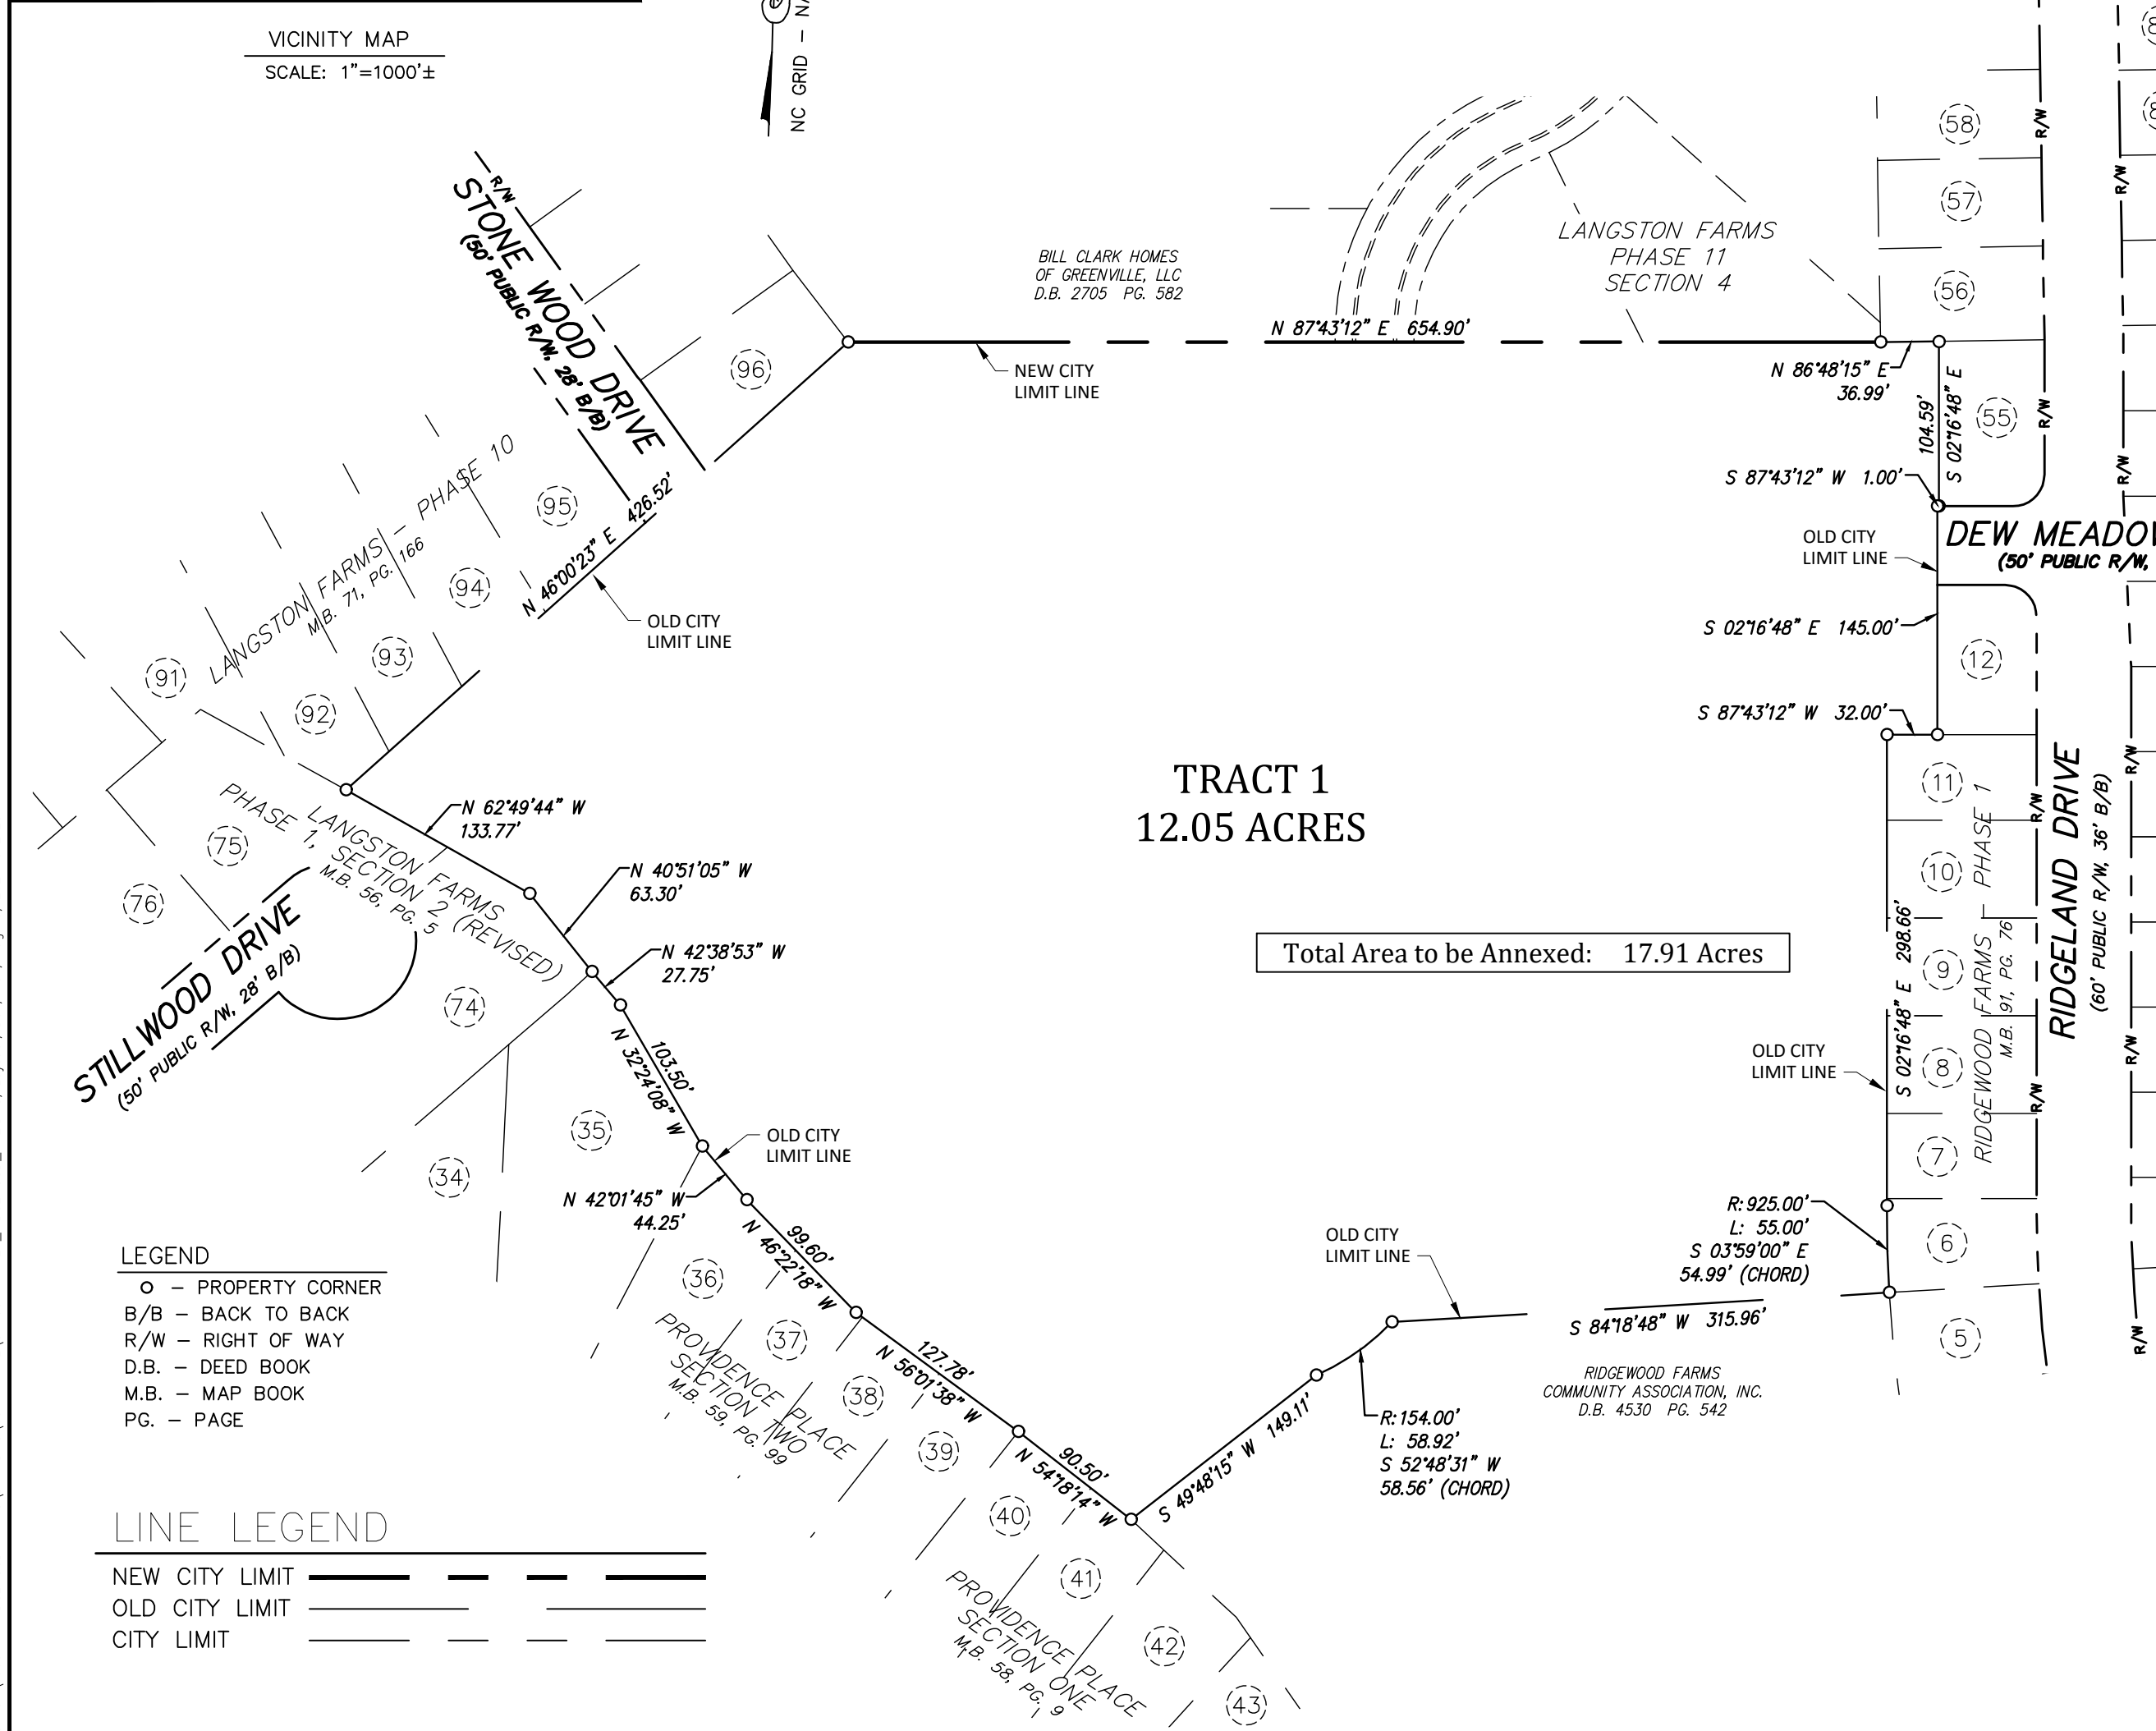 VICINITY MAP
SCALE: 1"=1000'±
NC GRID –
R/W
STONE WOOD DRIVE
(50' PUBLIC R/W, 28' B/B)
BILL CLARK HOMES
OF GREENVILLE, LLC
D.B. 2705 PG. 582
LANGSTON FARMS
PHASE 11
SECTION 4
58
57
56
R/W
R/W
N 87°43'12" E 654.90'
NEW CITY
LIMIT LINE
N 86°48'15" E
36.99'
104.59'
S 02°16'48" E
55
R/W
R/W
96
S 87°43'12" W 1.00'
LANGSTON FARMS – PHASE 10
M.B. 71, PG. 166
95
94
93
92
91
N 46°00'23" E 426.52'
OLD CITY
LIMIT LINE
OLD CITY
LIMIT LINE
DEW MEADO
(50' PUBLIC R/W,
S 02°16'48" E 145.00'
12
S 87°43'12" W 32.00'
TRACT 1
12.05 ACRES
Total Area to be Annexed: 17.91 Acres
N 62°49'44" W
133.77'
LANGSTON FARMS
PHASE 1, SECTION 2 (REVISED)
M.B. 56, PG. 5
75
76
74
STILLWOOD DRIVE
(50' PUBLIC R/W, 28' B/B)
N 40°51'05" W
63.30'
N 42°38'53" W
27.75'
103.50'
N 32°24'08" W
35
34
OLD CITY
LIMIT LINE
N 42°01'45" W
44.25'
99.60'
N 46°22'18" W
11
10
9
8
7
6
5
RIDGEWOOD FARMS – PHASE 1
M.B. 91, PG. 76
RIDGELAND DRIVE
(60' PUBLIC R/W, 36' B/B)
R/W
R/W
R/W
R/W
R/W
S 02°16'48" E 298.66'
OLD CITY
LIMIT LINE
R: 925.00'
L: 55.00'
S 03°59'00" E
54.99' (CHORD)
OLD CITY
LIMIT LINE
S 84°18'48" W 315.96'
RIDGEWOOD FARMS
COMMUNITY ASSOCIATION, INC.
D.B. 4530 PG. 542
R: 154.00'
L: 58.92'
S 52°48'31" W
58.56' (CHORD)
S 49°48'15" W 149.11'
36
37
38
39
PROVIDENCE PLACE
SECTION TWO
M.B. 59, PG. 99
127.78'
N 56°01'38" W
90.50'
N 54°18'14" W
40
41
42
43
PROVIDENCE PLACE
SECTION ONE
M.B. 58, PG. 9
LEGEND
O – PROPERTY CORNER
B/B – BACK TO BACK
R/W – RIGHT OF WAY
D.B. – DEED BOOK
M.B. – MAP BOOK
PG. – PAGE
LINE LEGEND
NEW CITY LIMIT
OLD CITY LIMIT
CITY LIMIT